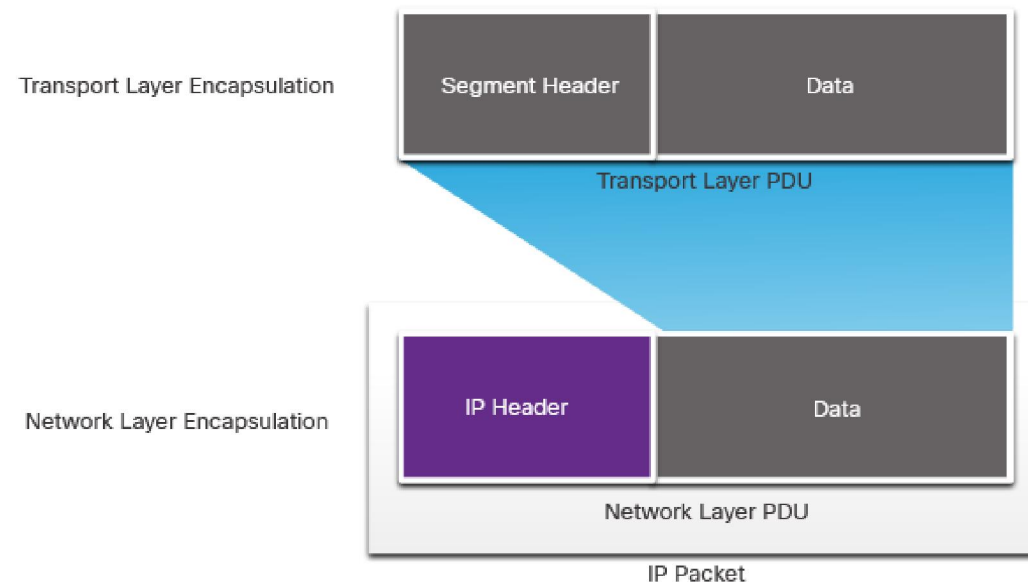 Transport Layer Encapsulation
Segment Header
Data
Transport Layer PDU
Network Layer Encapsulation
IP Header
Data
Network Layer PDU
IP Packet